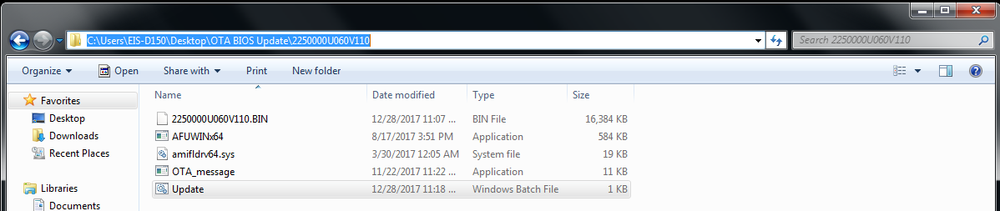 C:\Users\EIS-D150\Desktop\OTA BIOS Update\2250000U060V110
Search 2250000U060V110
Organize Open Share with Print New folder
Favorites Name Date modified Type Size
Desktop 2250000U060V110.BIN 12/28/2017 11:07 ... BIN File 16,384 KB
Downloads AFUWINx64 8/17/2017 3:51 PM Application 584 KB
Recent Places amifldrv64.sys 3/30/2017 12:05 AM System file 19 KB
OTA_message 11/22/2017 11:22 ... Application 11 KB
Libraries Update 12/28/2017 11:18 ... Windows Batch File 1 KB
Documents